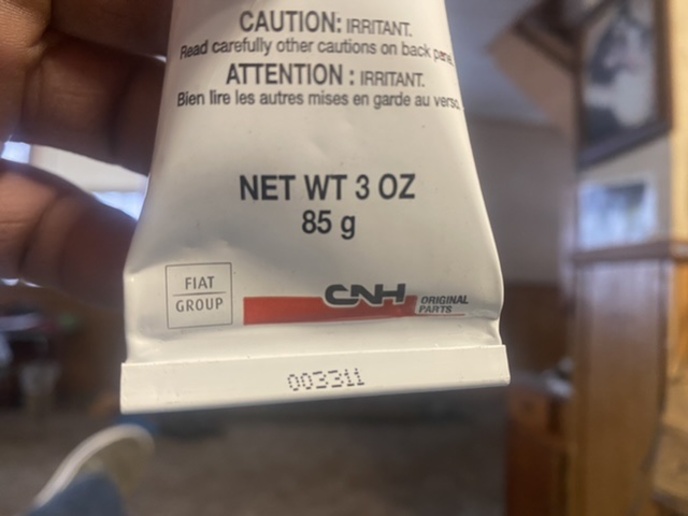 CAUTION: IRRITANT.
Read carefully other cautions on back panel.
ATTENTION : IRRITANT.
Bien lire les autres mises en garde au verso.
NET WT 3 OZ
85 g
FIAT
GROUP
CNH
ORIGINAL
PARTS
003311